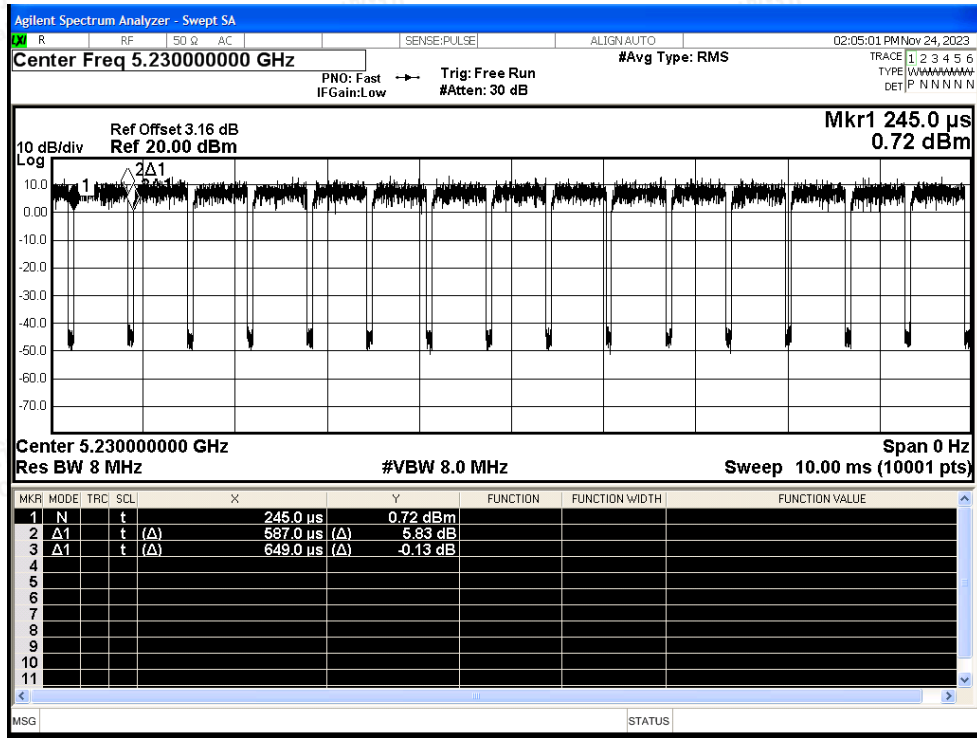 Agilent Spectrum Analyzer - Swept SA
LXI R RF 50 Ω AC SENSE:PULSE ALIGN AUTO 02:05:01 PM Nov 24, 2023
Center Freq 5.230000000 GHz #Avg Type: RMS TRACE 1 2 3 4 5 6
PNO: Fast Trig: Free Run TYPE WWWWWW
IFGain:Low #Atten: 30 dB DET P N N N N N
Mkr1 245.0 µs
Ref Offset 3.16 dB
10 dB/div Ref 20.00 dBm 0.72 dBm
Log
2Δ1
10.0
1
3Δ1
0.00
-10.0
-20.0
-30.0
-40.0
-50.0
-60.0
-70.0
Center 5.230000000 GHz Span 0 Hz
Res BW 8 MHz #VBW 8.0 MHz Sweep 10.00 ms (10001 pts)
MKR MODE TRC SCL X Y FUNCTION FUNCTION WIDTH FUNCTION VALUE
1 N t 245.0 µs 0.72 dBm
2 Δ1 t (Δ) 587.0 µs (Δ) 5.83 dB
3 Δ1 t (Δ) 649.0 µs (Δ) -0.13 dB
4
5
6
7
8
9
10
11
MSG STATUS